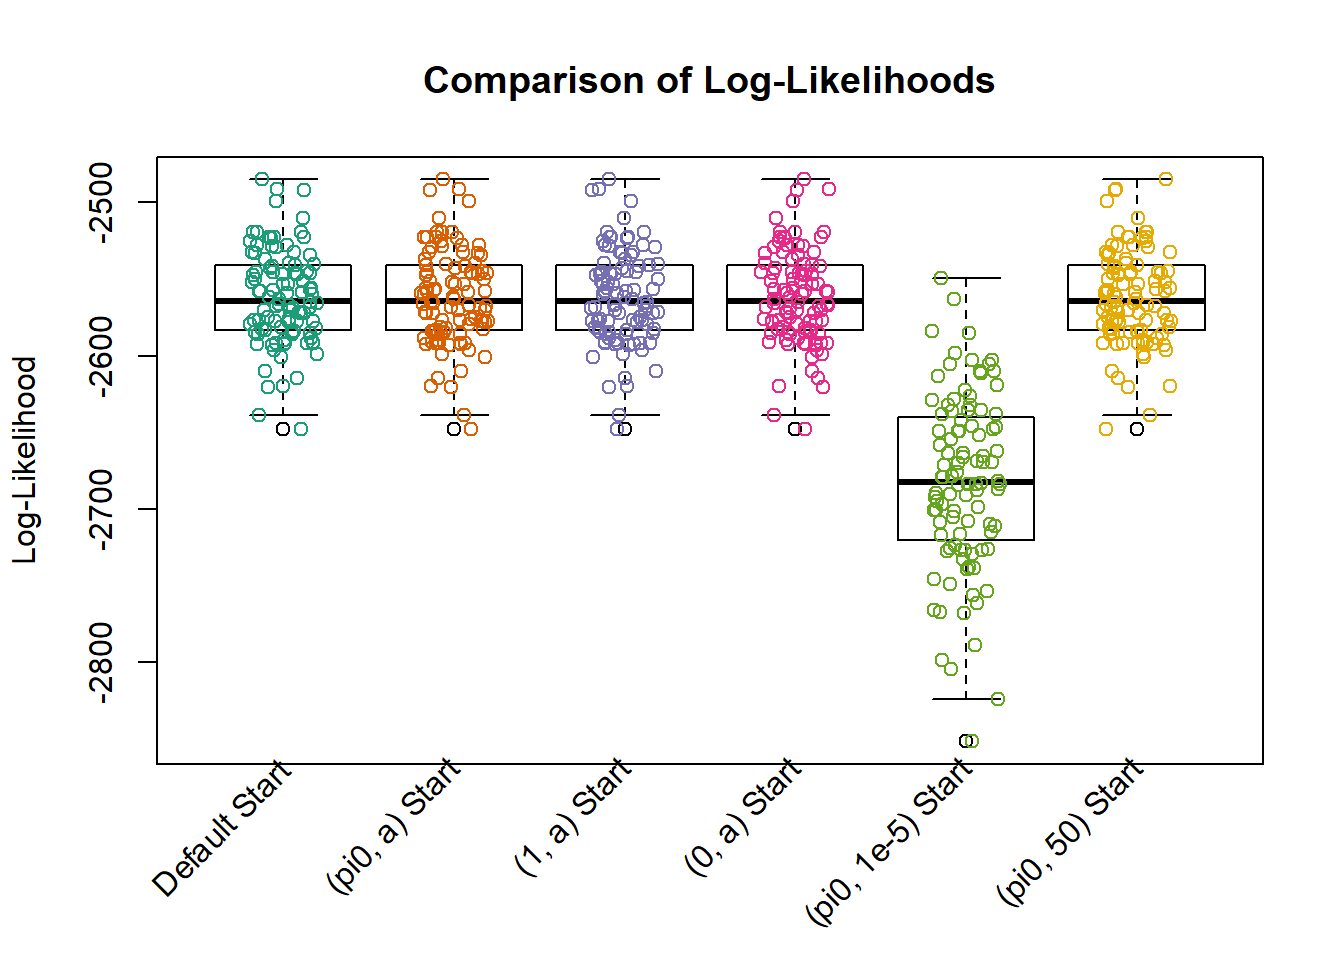 Comparison of Log-Likelihoods
Log-Likelihood
-2500
-2600
-2700
-2800
Default Start
(pi0, a) Start
(1, a) Start
(0, a) Start
(pi0, 1e-5) Start
(pi0, 50) Start